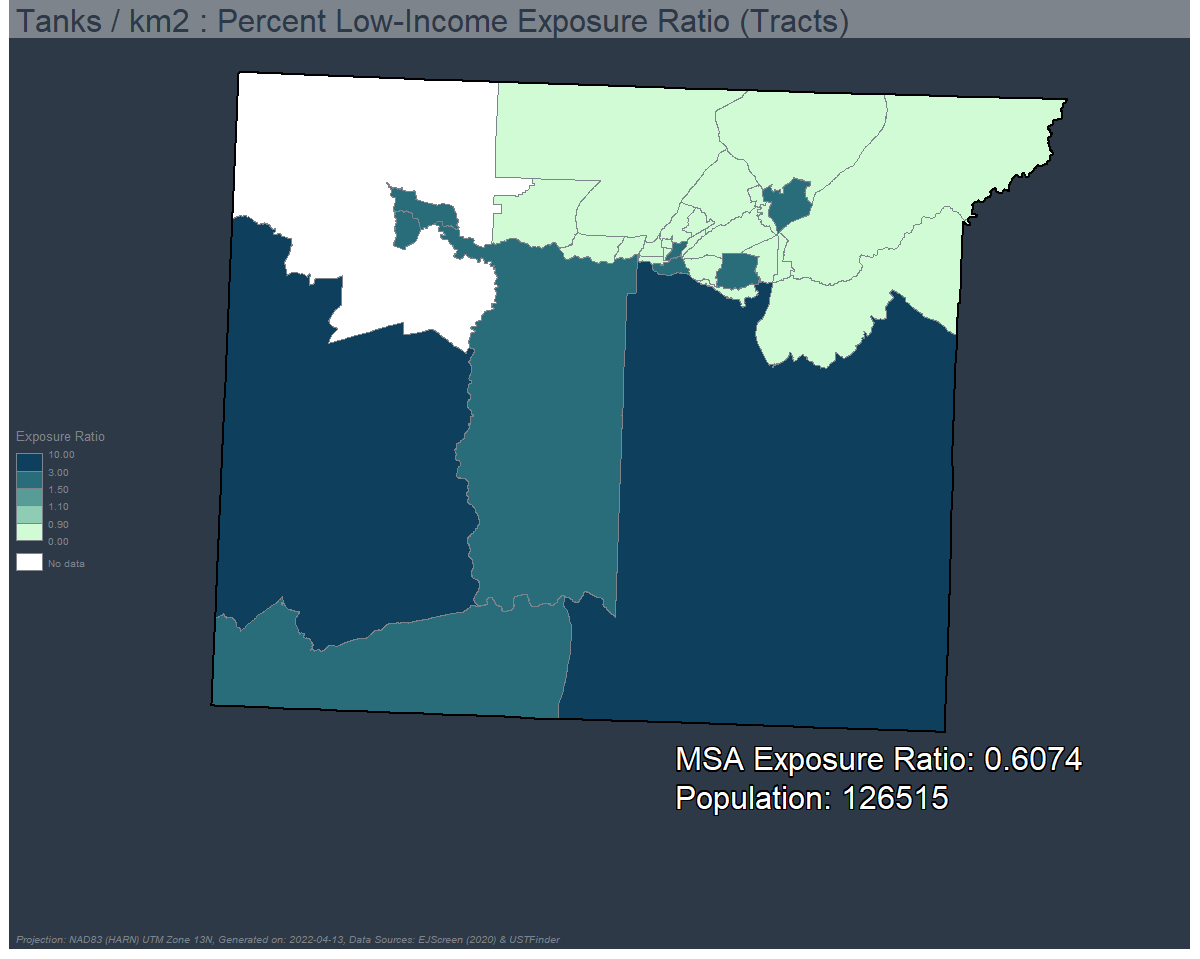 Tanks / km2 : Percent Low-Income Exposure Ratio (Tracts)
Exposure Ratio
10.00
3.00
1.50
1.10
0.90
0.00
No data
MSA Exposure Ratio: 0.6074
Population: 126515
Projection: NAD83 (HARN) UTM Zone 13N, Generated on: 2022-04-13, Data Sources: EJScreen (2020) & USTFinder